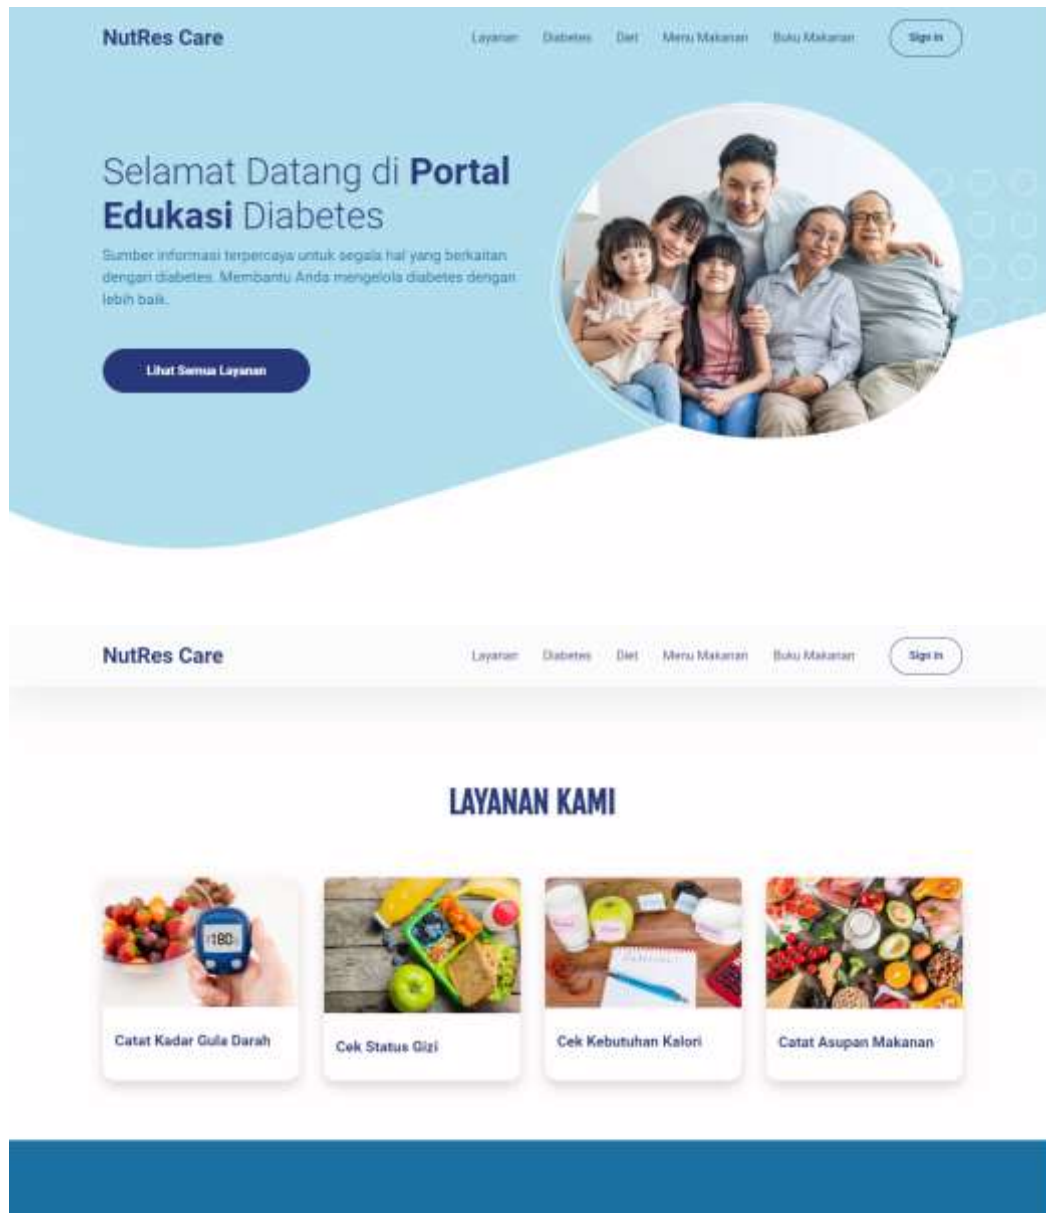 NutRes Care
Layanan Diabetes Diet Menu Makanan Buku Makanan Sign in
Selamat Datang di Portal
Edukasi Diabetes
Sumber informasi terpercaya untuk segala hal yang berkaitan
dengan diabetes. Membantu Anda mengelola diabetes dengan
lebih baik.
Lihat Semua Layanan
NutRes Care
Layanan Diabetes Diet Menu Makanan Buku Makanan Sign in
LAYANAN KAMI
180
Catat Kadar Gula Darah
Cek Status Gizi
Cek Kebutuhan Kalori
Catat Asupan Makanan